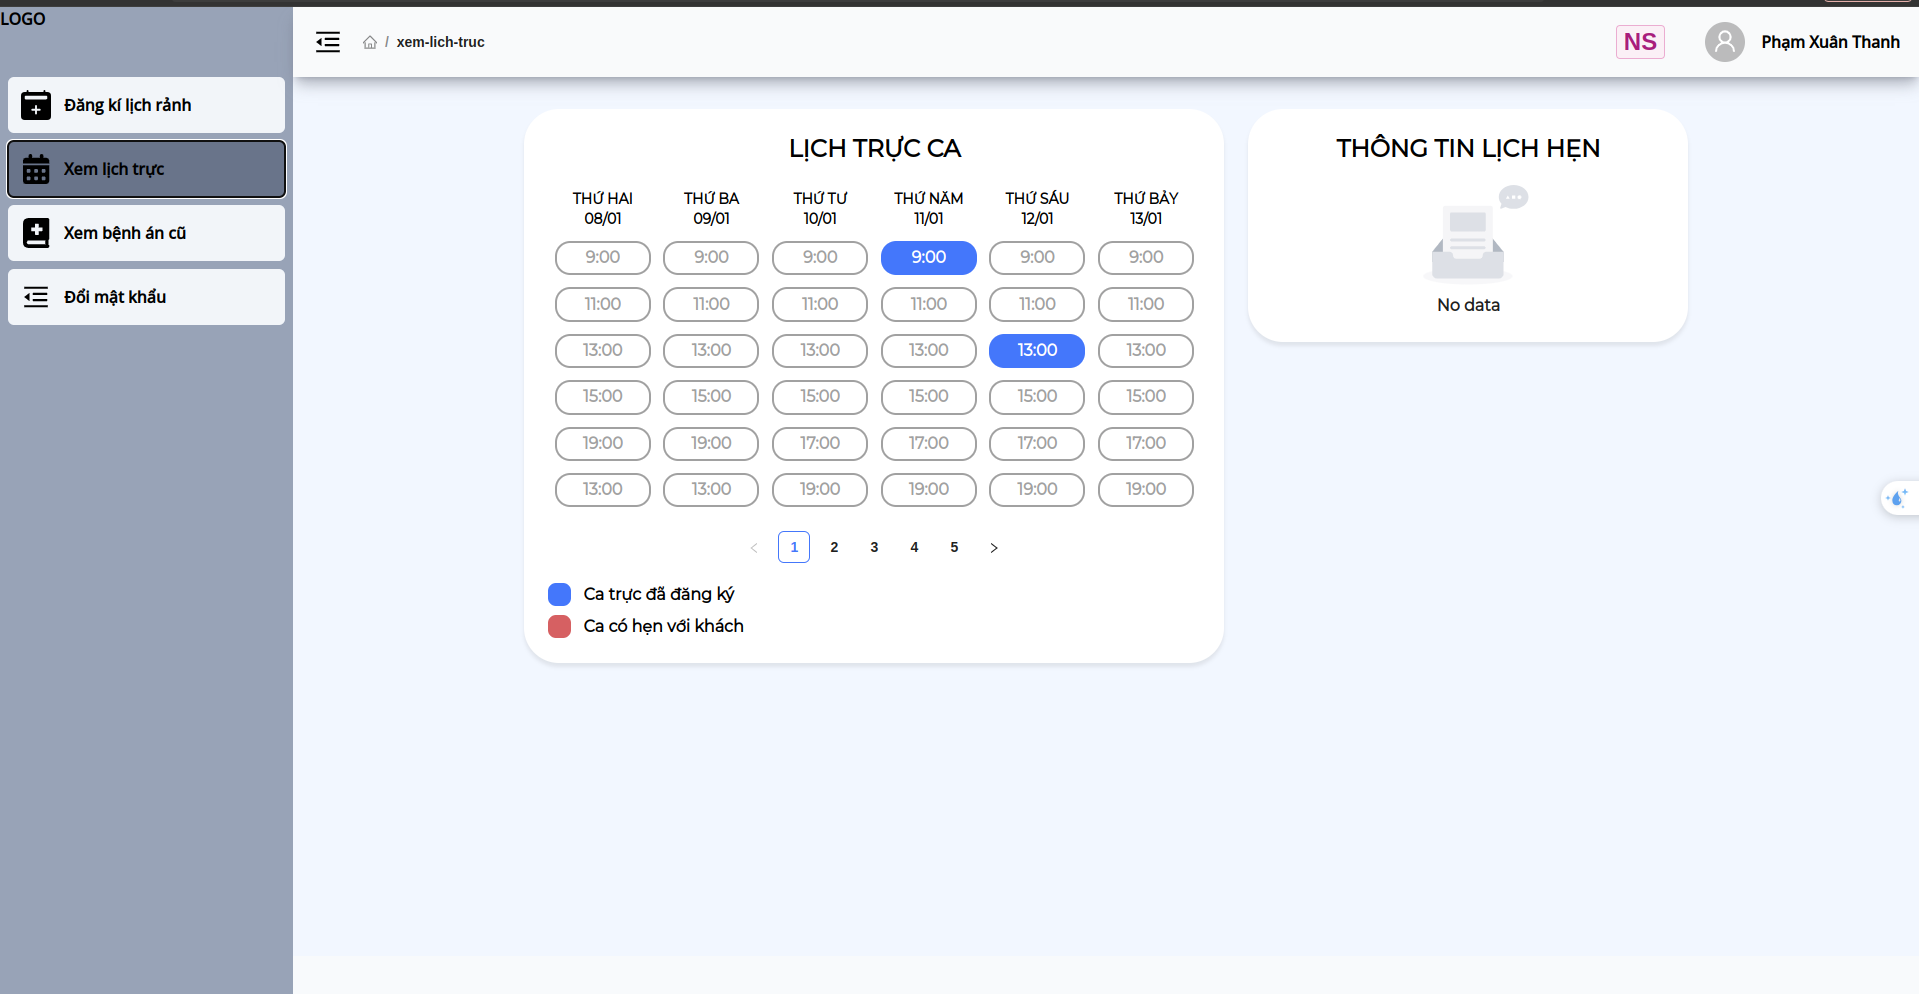 LOGO
/ xem-lich-truc
NS
Phạm Xuân Thanh
Đăng kí lịch rảnh
Xem lịch trực
Xem bệnh án cũ
Đổi mật khẩu
LỊCH TRỰC CA
THỨ HAI THỨ BA THỨ TƯ THỨ NĂM THỨ SÁU THỨ BẢY
08/01 09/01 10/01 11/01 12/01 13/01
9:00 9:00 9:00 9:00 9:00 9:00
11:00 11:00 11:00 11:00 11:00 11:00
13:00 13:00 13:00 13:00 13:00 13:00
15:00 15:00 15:00 15:00 15:00 15:00
19:00 19:00 17:00 17:00 17:00 17:00
13:00 13:00 19:00 19:00 19:00 19:00
< 1 2 3 4 5 >
Ca trực đã đăng ký
Ca có hẹn với khách
THÔNG TIN LỊCH HẸN
No data